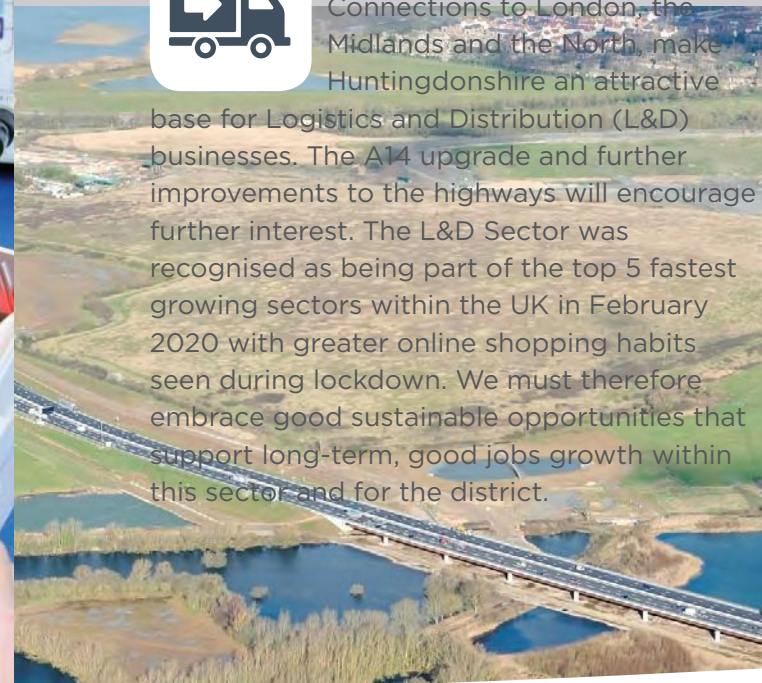 Connections to London, the
Midlands and the North, make
Huntingdonshire an attractive
base for Logistics and Distribution (L&D)
businesses. The A14 upgrade and further
improvements to the highways will encourage
further interest. The L&D Sector was
recognised as being part of the top 5 fastest
growing sectors within the UK in February
2020 with greater online shopping habits
seen during lockdown. We must therefore
embrace good sustainable opportunities that
support long-term, good jobs growth within
this sector and for the district.